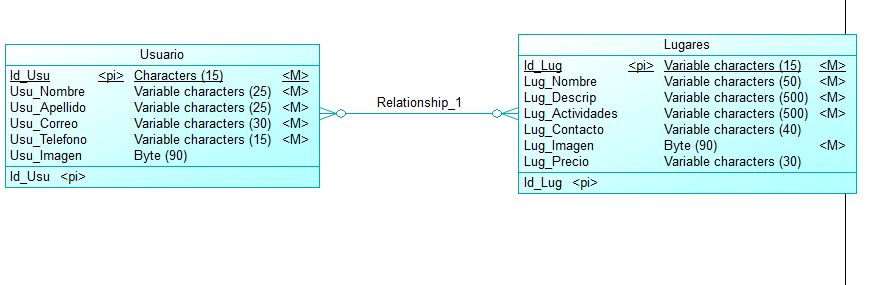 Usuario
Id_Usu <pi> Characters (15) <M>
Usu_Nombre Variable characters (25) <M>
Usu_Apellido Variable characters (25) <M>
Usu_Correo Variable characters (30) <M>
Usu_Telefono Variable characters (15) <M>
Usu_Imagen Byte (90)
Id_Usu <pi>
Relationship_1
Lugares
Id_Lug <pi> Variable characters (15) <M>
Lug_Nombre Variable characters (50) <M>
Lug_Descrip Variable characters (500) <M>
Lug_Actividades Variable characters (500) <M>
Lug_Contacto Variable characters (40)
Lug_Imagen Byte (90) <M>
Lug_Precio Variable characters (30)
Id_Lug <pi>